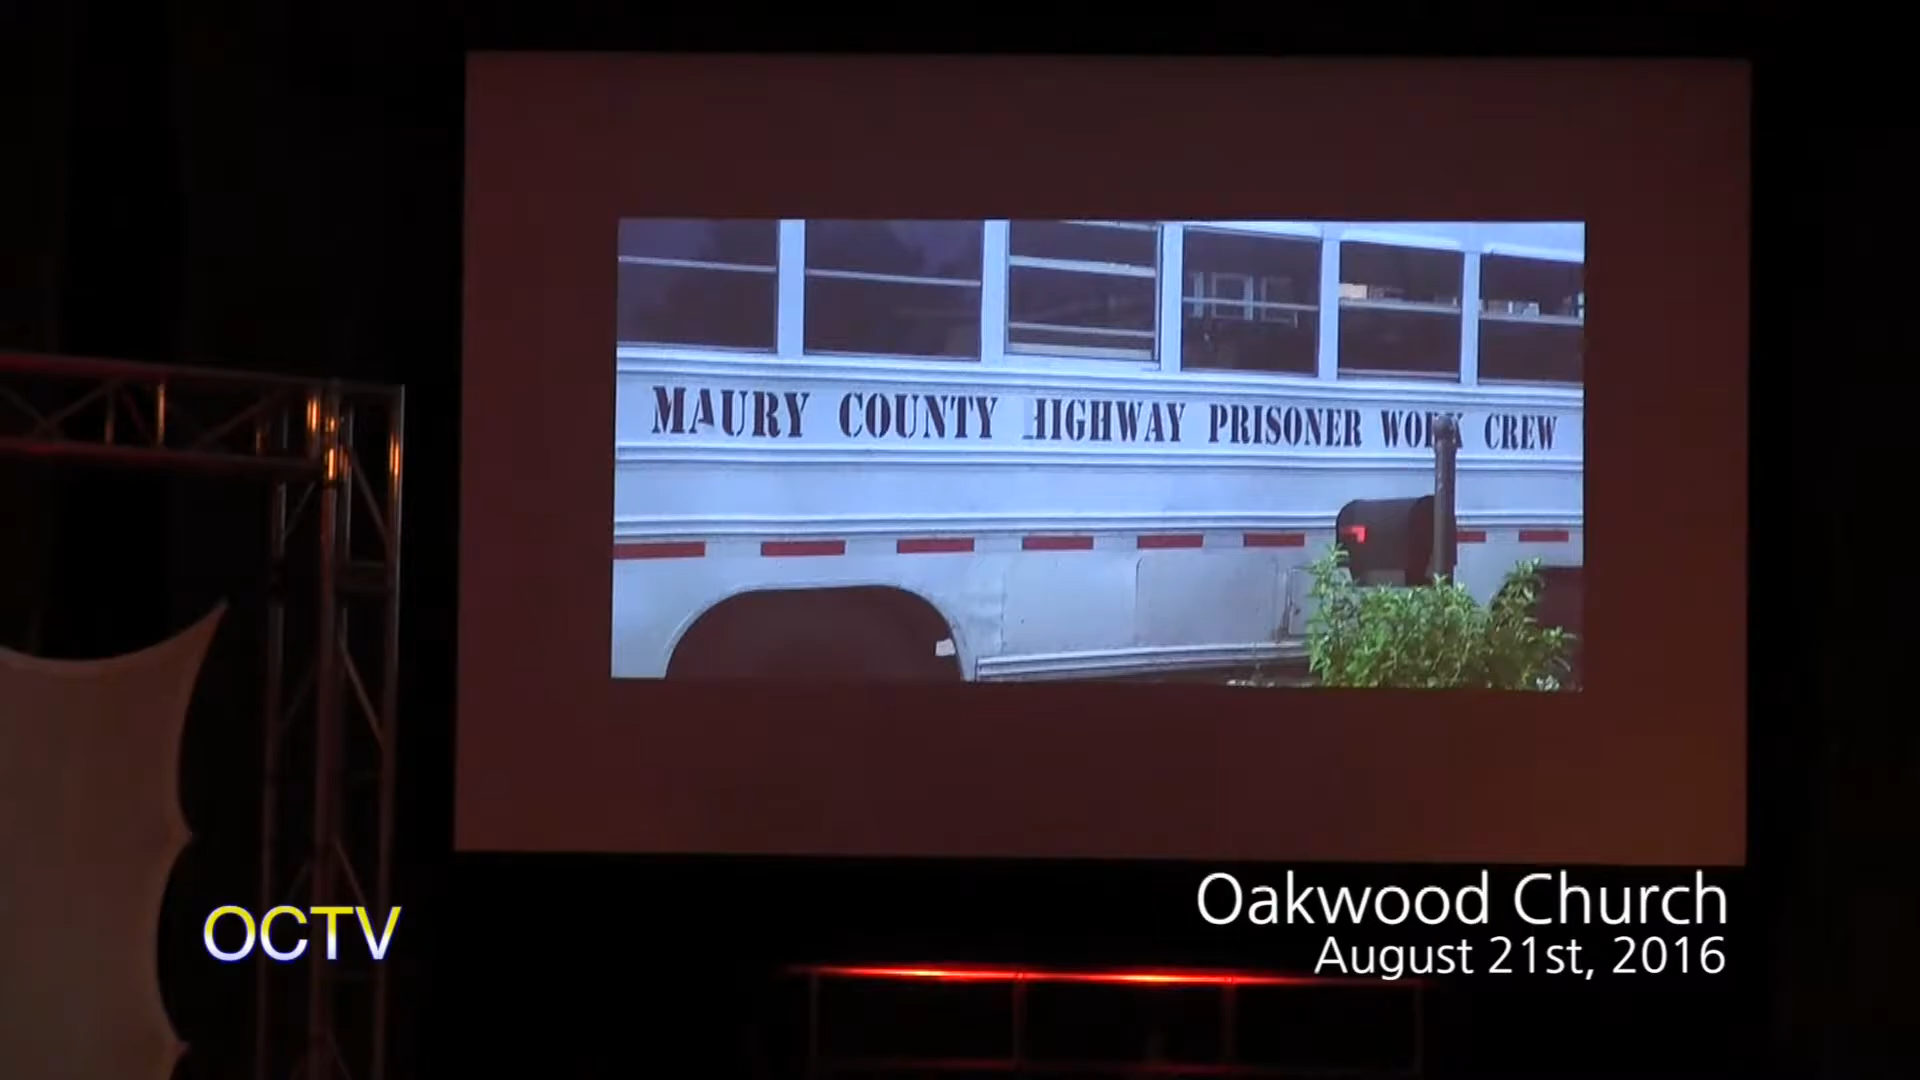 MAURY COUNTY HIGHWAY PRISONER WORK CREW
OCTV
Oakwood Church
August 21st, 2016